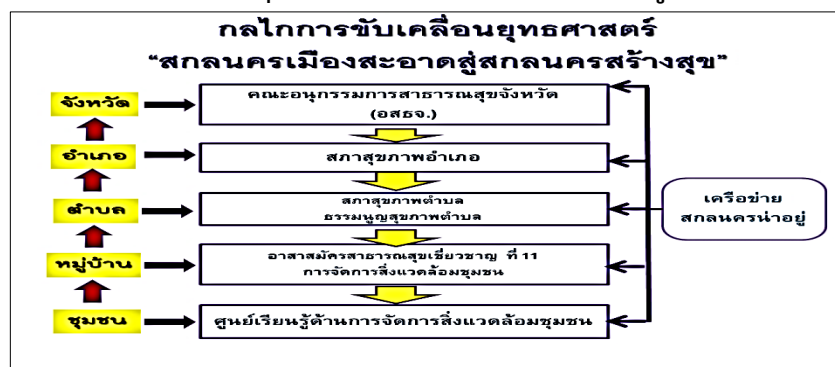 กลไกการขับเคลื่อนยุทธศาสตร์
“สกลนครเมืองสะอาดสู่สกลนครสร้างสุข”
จังหวัด
คณะอนุกรรมการสาธารณสุขจังหวัด
(อสธจ.)
อำเภอ
สภาสุขภาพอำเภอ
ตำบล
สภาสุขภาพตำบล
ธรรมนูญสุขภาพตำบล
เครือข่าย
สกลนครน่าอยู่
หมู่บ้าน
อาสาสมัครสาธารณสุขเชี่ยวชาญ ที่ 11
การจัดการสิ่งแวดล้อมชุมชน
ชุมชน
ศูนย์เรียนรู้ด้านการจัดการสิ่งแวดล้อมชุมชน